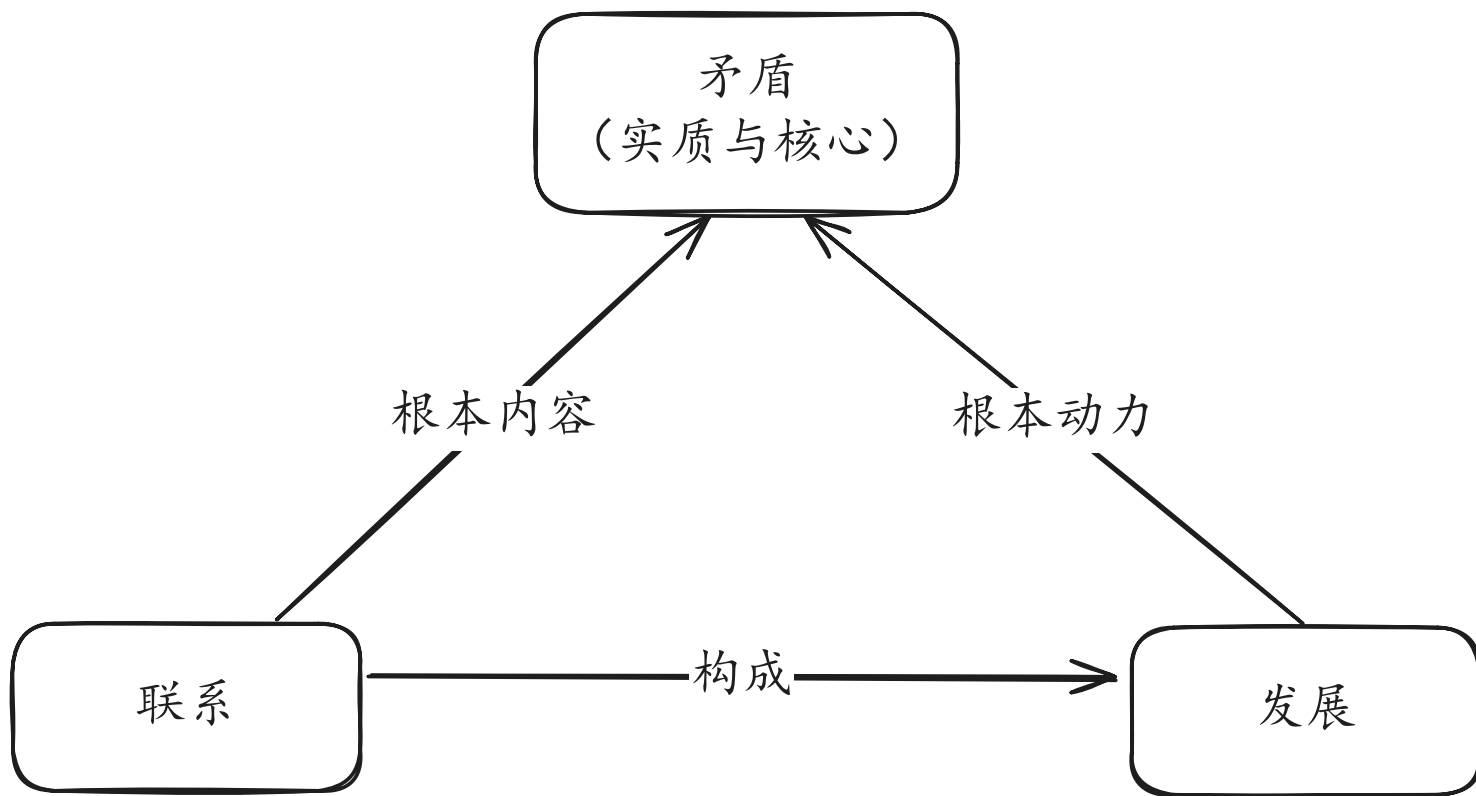 矛盾
（实质与核心）
根本内容
根本动力
构成
联系
发展